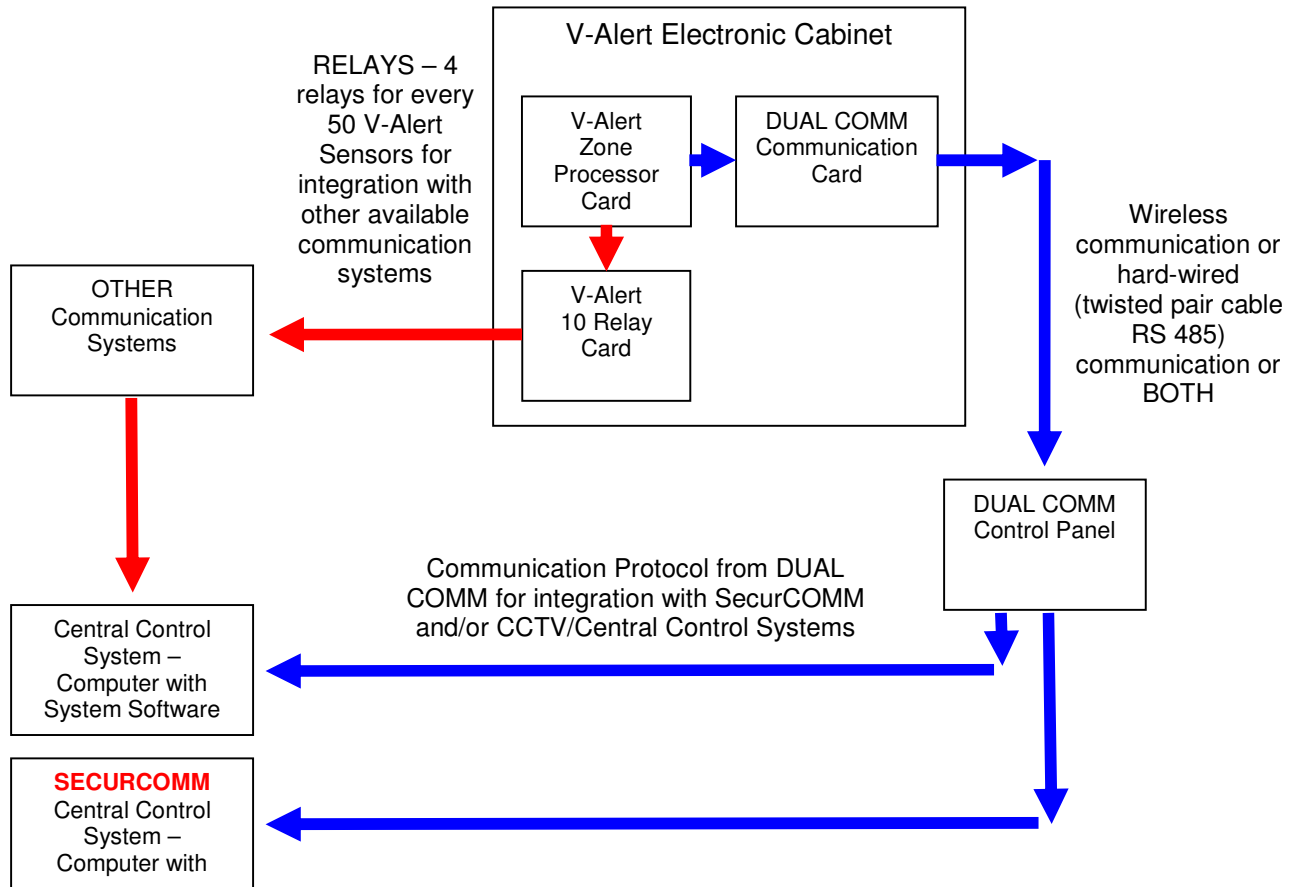 V-Alert Electronic Cabinet
RELAYS – 4
relays for every
50 V-Alert
Sensors for
integration with
other available
communication
systems
V-Alert
Zone
Processor
Card
DUAL COMM
Communication
Card
Wireless
communication or
hard-wired
(twisted pair cable
RS 485)
communication or
BOTH
OTHER
Communication
Systems
V-Alert
10 Relay
Card
DUAL COMM
Control Panel
Communication Protocol from DUAL
COMM for integration with SecurCOMM
and/or CCTV/Central Control Systems
Central Control
System –
Computer with
System Software
SECURCOMM
Central Control
System –
Computer with